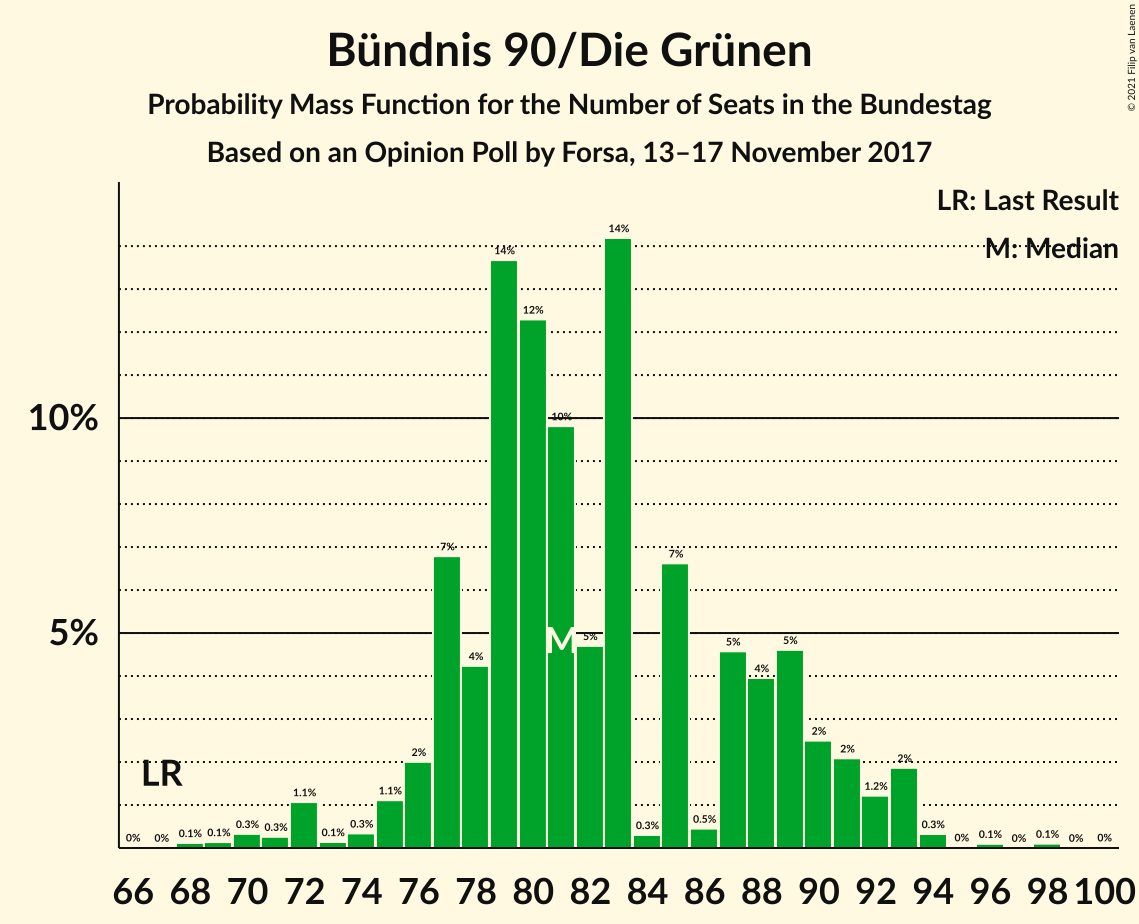 Bündnis 90/Die Grünen
Probability Mass Function for the Number of Seats in the Bundestag
Based on an Opinion Poll by Forsa, 13–17 November 2017
© 2021 Filip van Laenen
LR: Last Result
M: Median
10%
5%
LR
M
0% 0% 0.1% 0.1% 0.3% 0.3% 1.1% 0.1% 0.3% 1.1% 2% 7% 4% 14% 12% 10% 5% 14% 0.3% 7% 0.5% 5% 4% 5% 2% 2% 1.2% 2% 0.3% 0% 0.1% 0% 0.1% 0% 0%
66 68 70 72 74 76 78 80 82 84 86 88 90 92 94 96 98 100